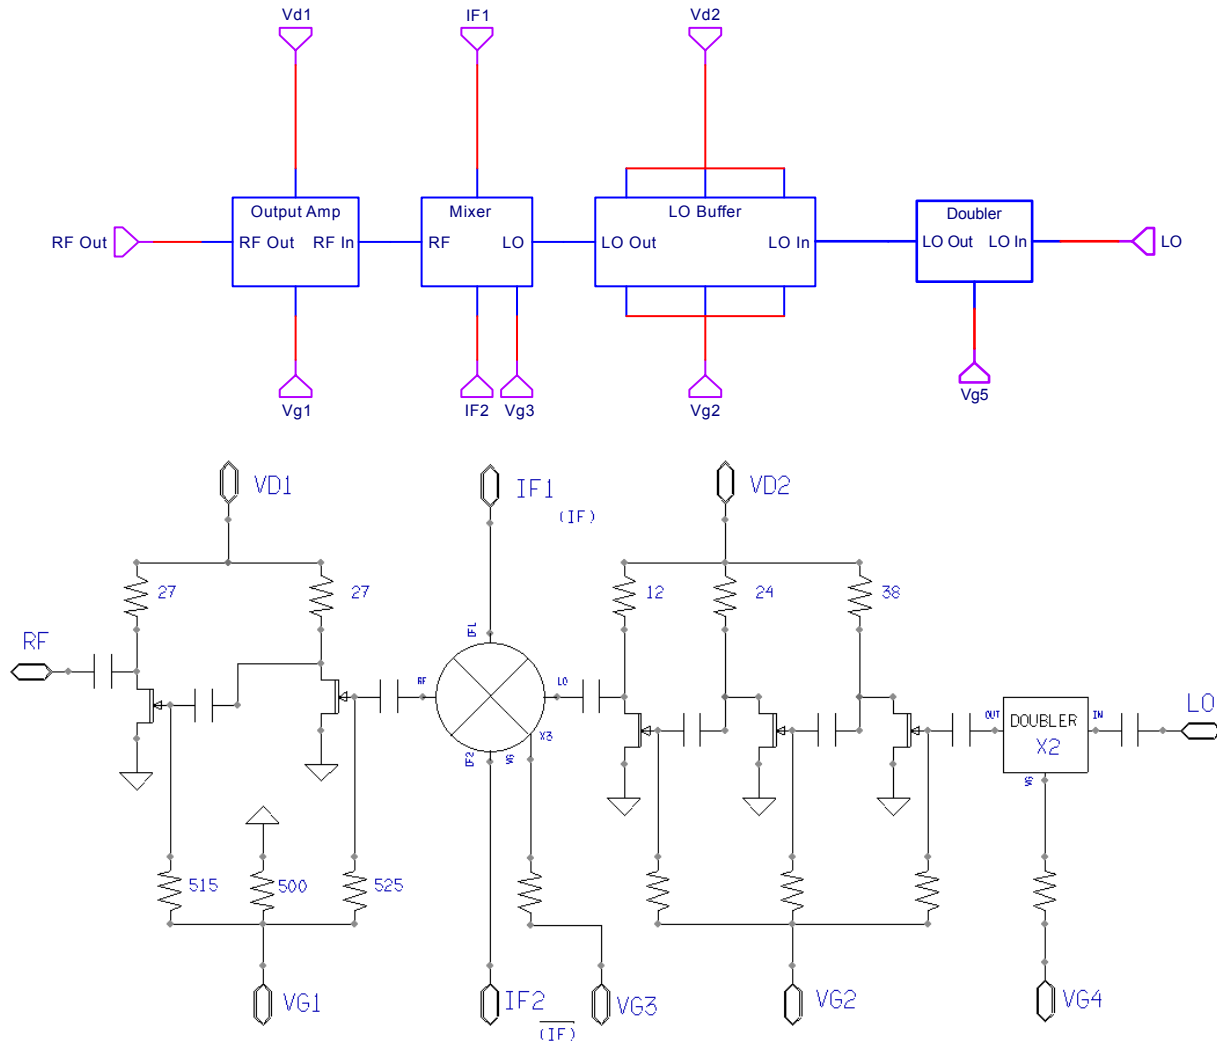 Vd1 IF1 Vd2
Output Amp Mixer LO Buffer Doubler
RF Out RF Out RF In RF LO LO Out LO In LO Out LO In LO
Vg1 IF2 Vg3 Vg2 Vg5
VD1 IF1 VD2
(IF)
27 27 12 24 38
IF1
RF RF LO OUT DOUBLER IN LO
X2
X3
IF2 VG VG
515 500 525
VG1 IF2 VG3 VG2 VG4
(IF)